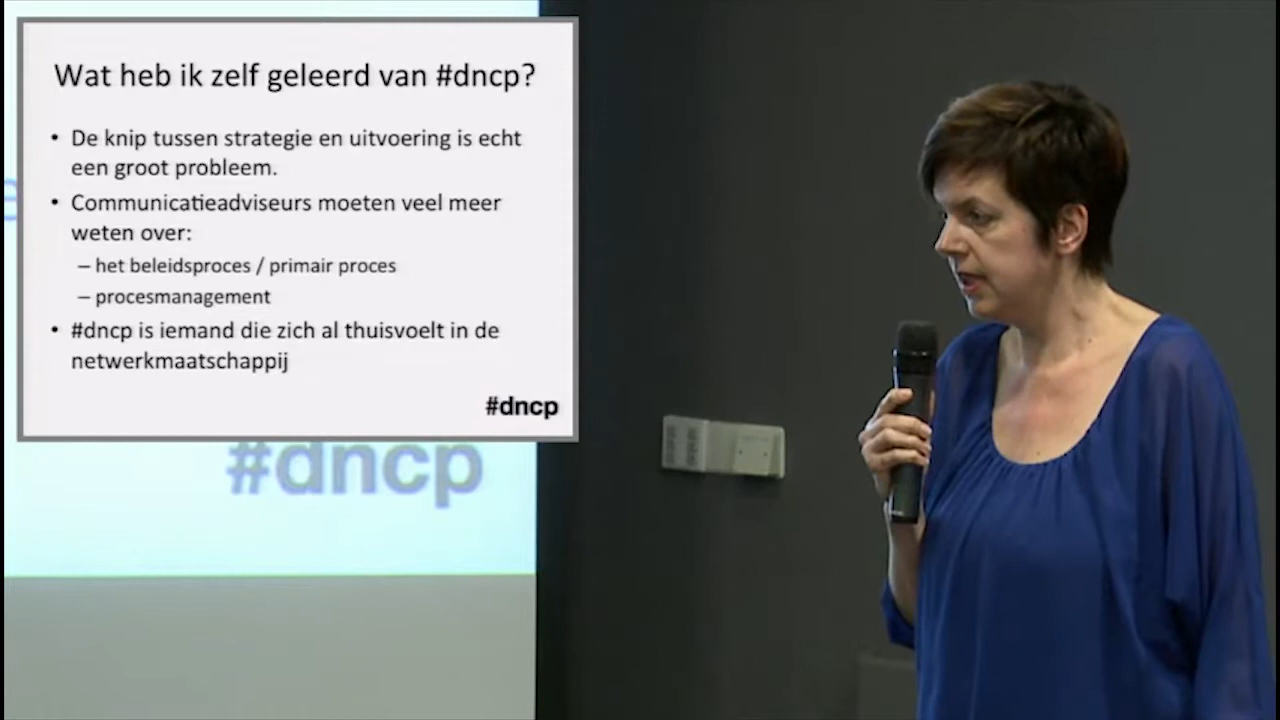 Wat heb ik zelf geleerd van #dncp?
• De knip tussen strategie en uitvoering is echt
een groot probleem.
• Communicatieadviseurs moeten veel meer
weten over:
– het beleidsproces / primair proces
– procesmanagement
• #dncp is iemand die zich al thuisvoelt in de
netwerkmaatschappij
#dncp
#dncp